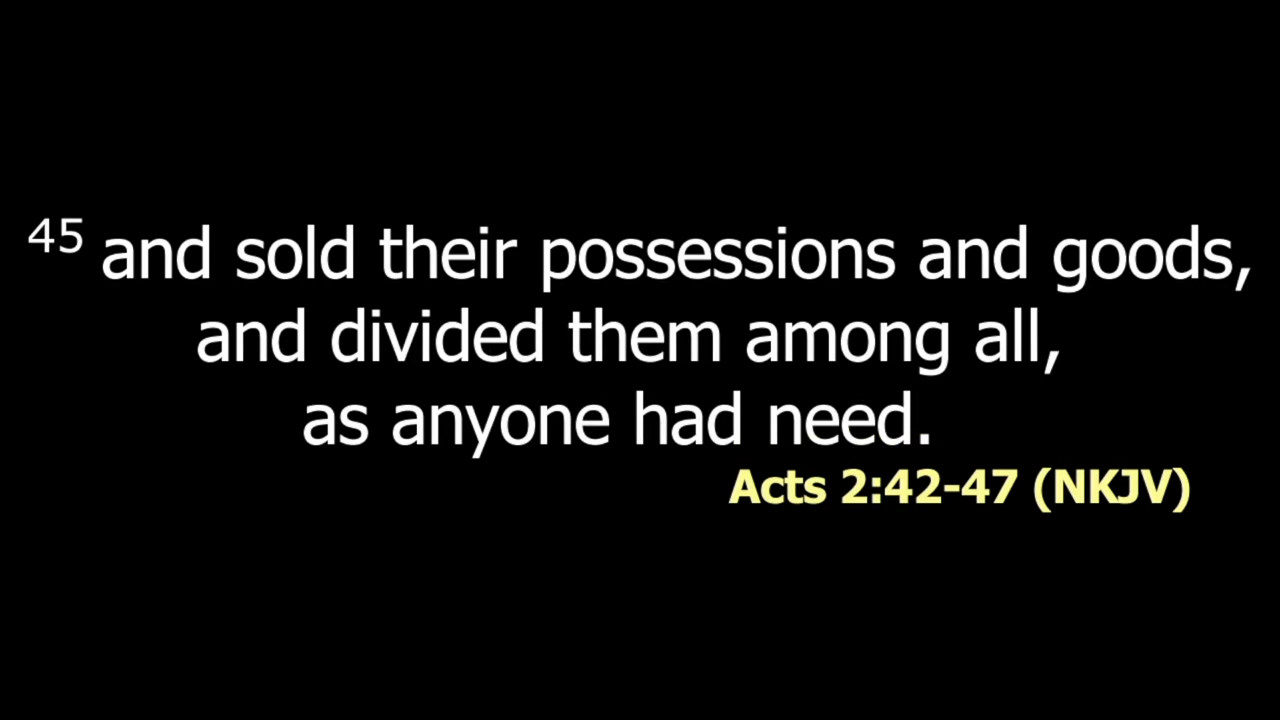 45 and sold their possessions and goods,
and divided them among all,
as anyone had need.
Acts 2:42-47 (NKJV)